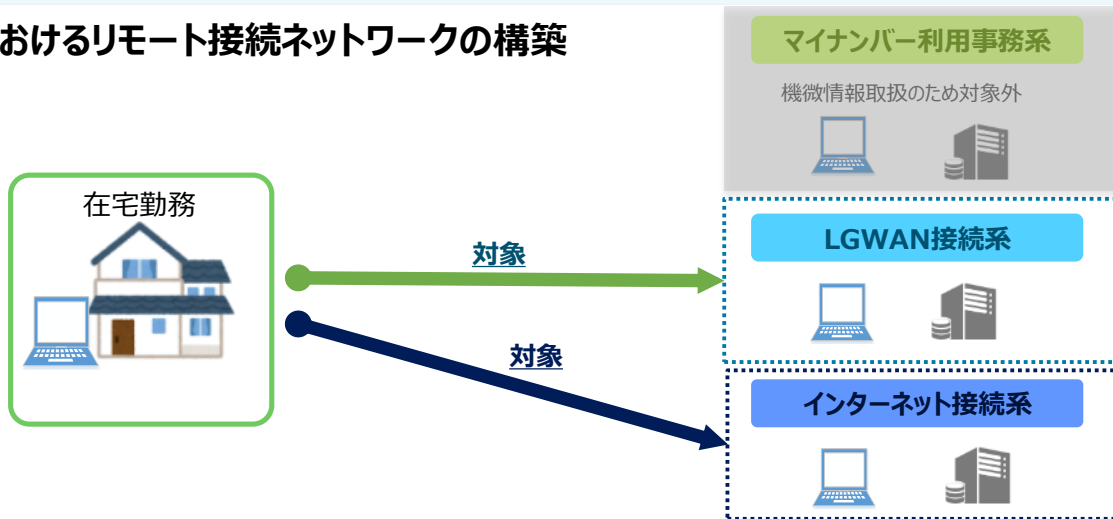 おけるリモート接続ネットワークの構築
マイナンバー利用事務系
機微情報取扱のため対象外
在宅勤務
対象
LGWAN接続系
対象
インターネット接続系